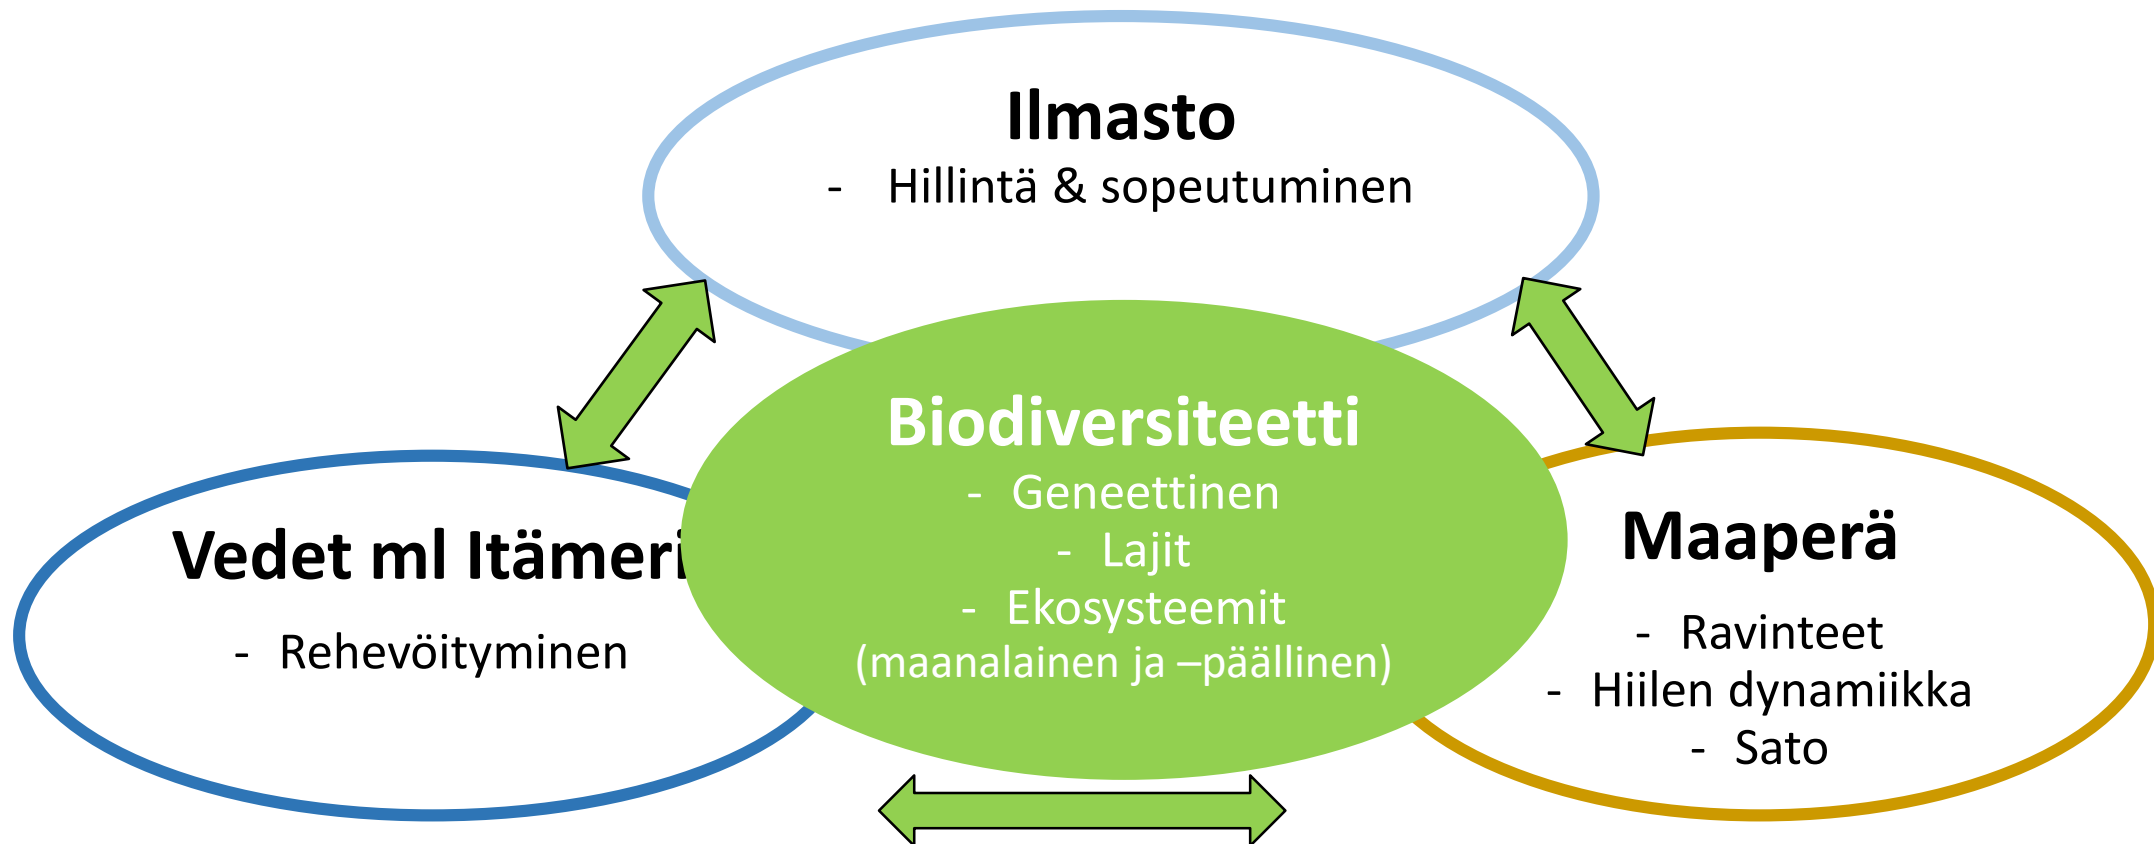 Ilmasto
- Hillintä & sopeutuminen
Biodiversiteetti
- Geneettinen
- Lajit
- Ekosysteemit
(maanalainen ja –päällinen)
Vedet ml Itämeri
- Rehevöityminen
Maaperä
- Ravinteet
- Hiilen dynamiikka
- Sato